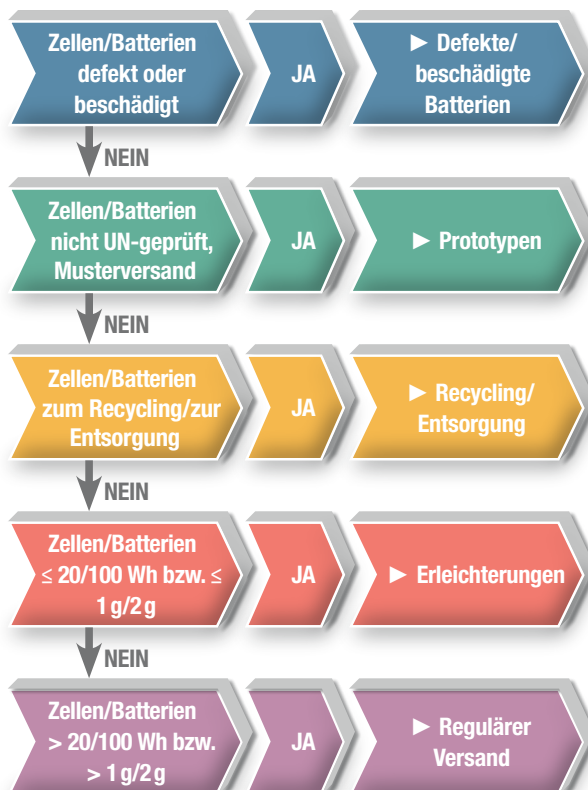 Zellen/Batterien
defekt oder
beschädigt
JA
► Defekte/
beschädigte
Batterien
NEIN
Zellen/Batterien
nicht UN-geprüft,
Musterversand
JA
► Prototypen
NEIN
Zellen/Batterien
zum Recycling/zur
Entsorgung
JA
► Recycling/
Entsorgung
NEIN
Zellen/Batterien
≤ 20/100 Wh bzw. ≤
1 g/2 g
JA
► Erleichterungen
NEIN
Zellen/Batterien
> 20/100 Wh bzw.
> 1 g/2 g
JA
► Regulärer
Versand